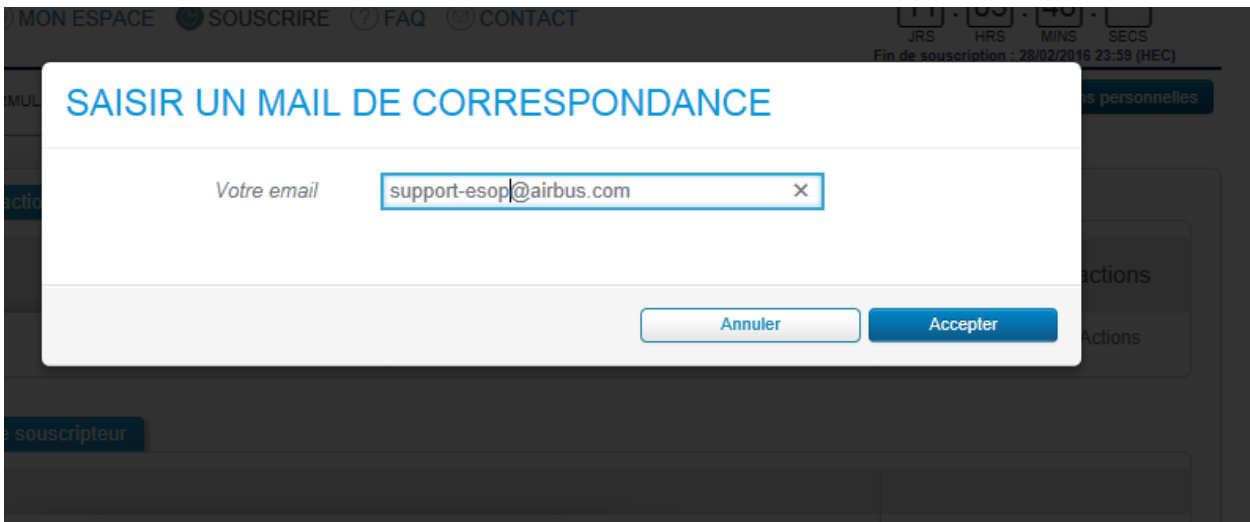 MON ESPACE SOUSCRIRE ? FAQ CONTACT
JRS HRS MINS SECS
Fin de souscription : 28/02/2016 23:59 (HEC)
SAISIR UN MAIL DE CORRESPONDANCE
personnelles
Votre email support-esop@airbus.com ×
actions
Annuler Accepter
Actions
souscripteur